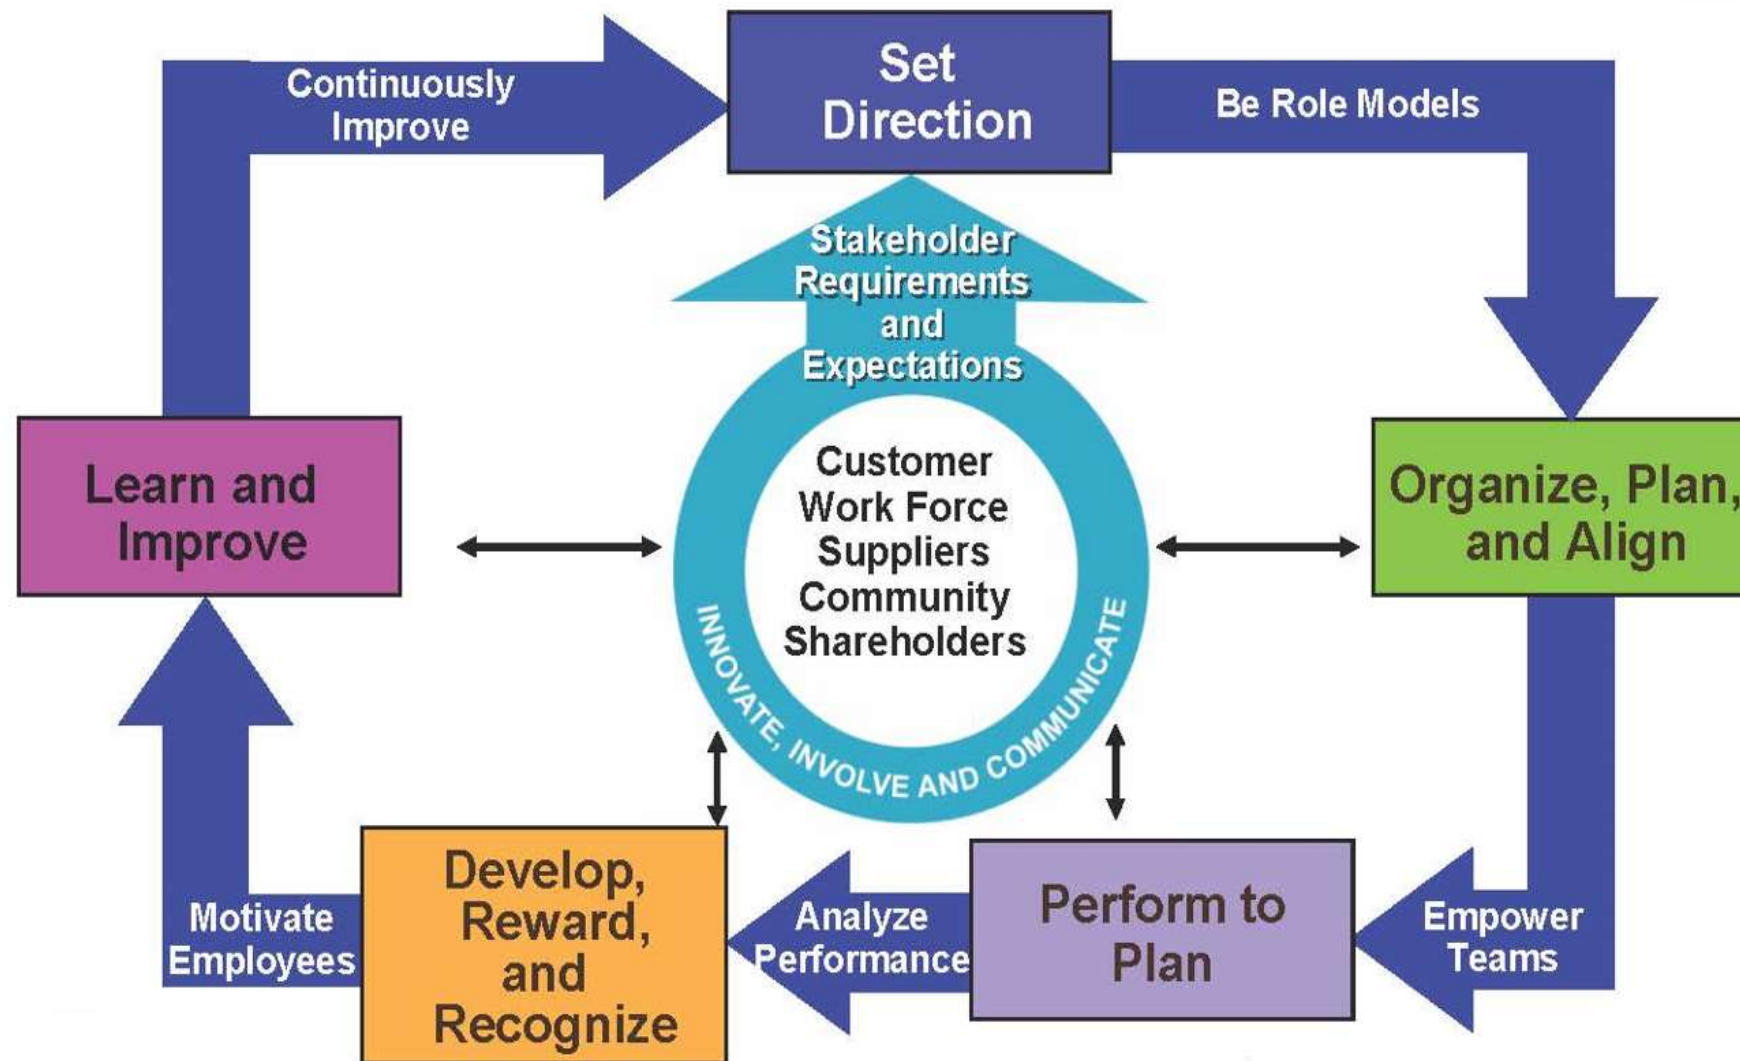 Continuously
Improve
Set
Direction
Be Role Models
Stakeholder
Requirements
and
Expectations
Learn and
Improve
Customer
Work Force
Suppliers
Community
Shareholders
Organize, Plan,
and Align
INNOVATE, INVOLVE AND COMMUNICATE
Motivate
Employees
Develop,
Reward,
and
Recognize
Analyze
Performance
Perform to
Plan
Empower
Teams